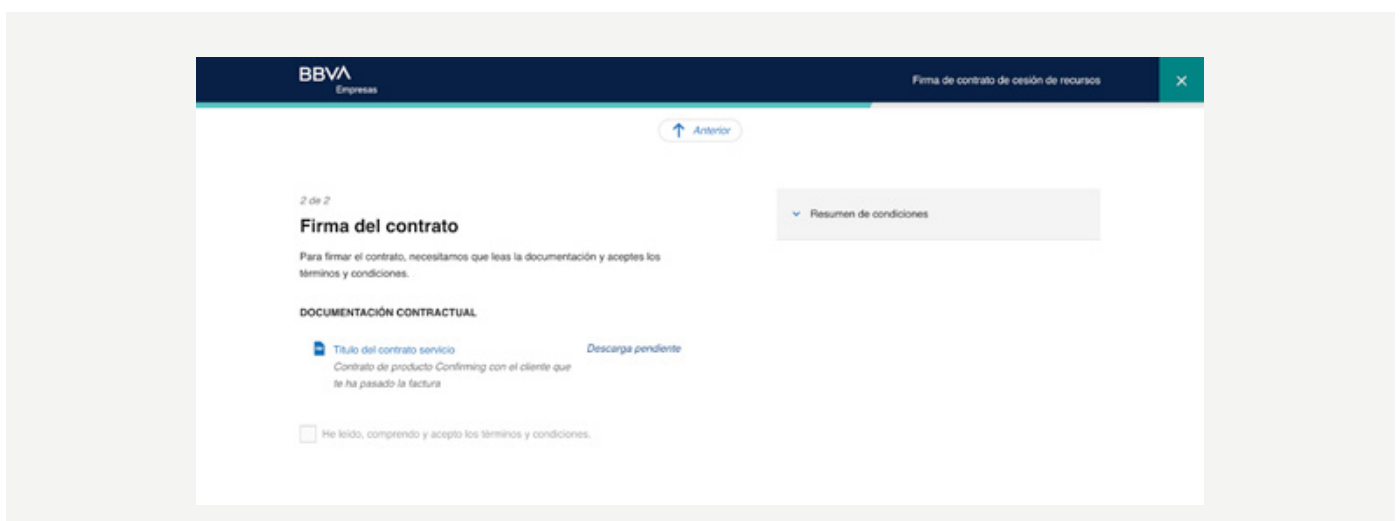 BBVA
Empresas
Firma de contrato de cesión de recursos
Anterior
2 de 2
Firma del contrato
Resumen de condiciones
Para firmar el contrato, necesitamos que leas la documentación y aceptes los
términos y condiciones.
DOCUMENTACIÓN CONTRACTUAL
Título del contrato servicio
Descarga pendiente
Contrato de producto Confirming con el cliente que
te ha pasado la factura
He leído, comprendo y acepto los términos y condiciones.